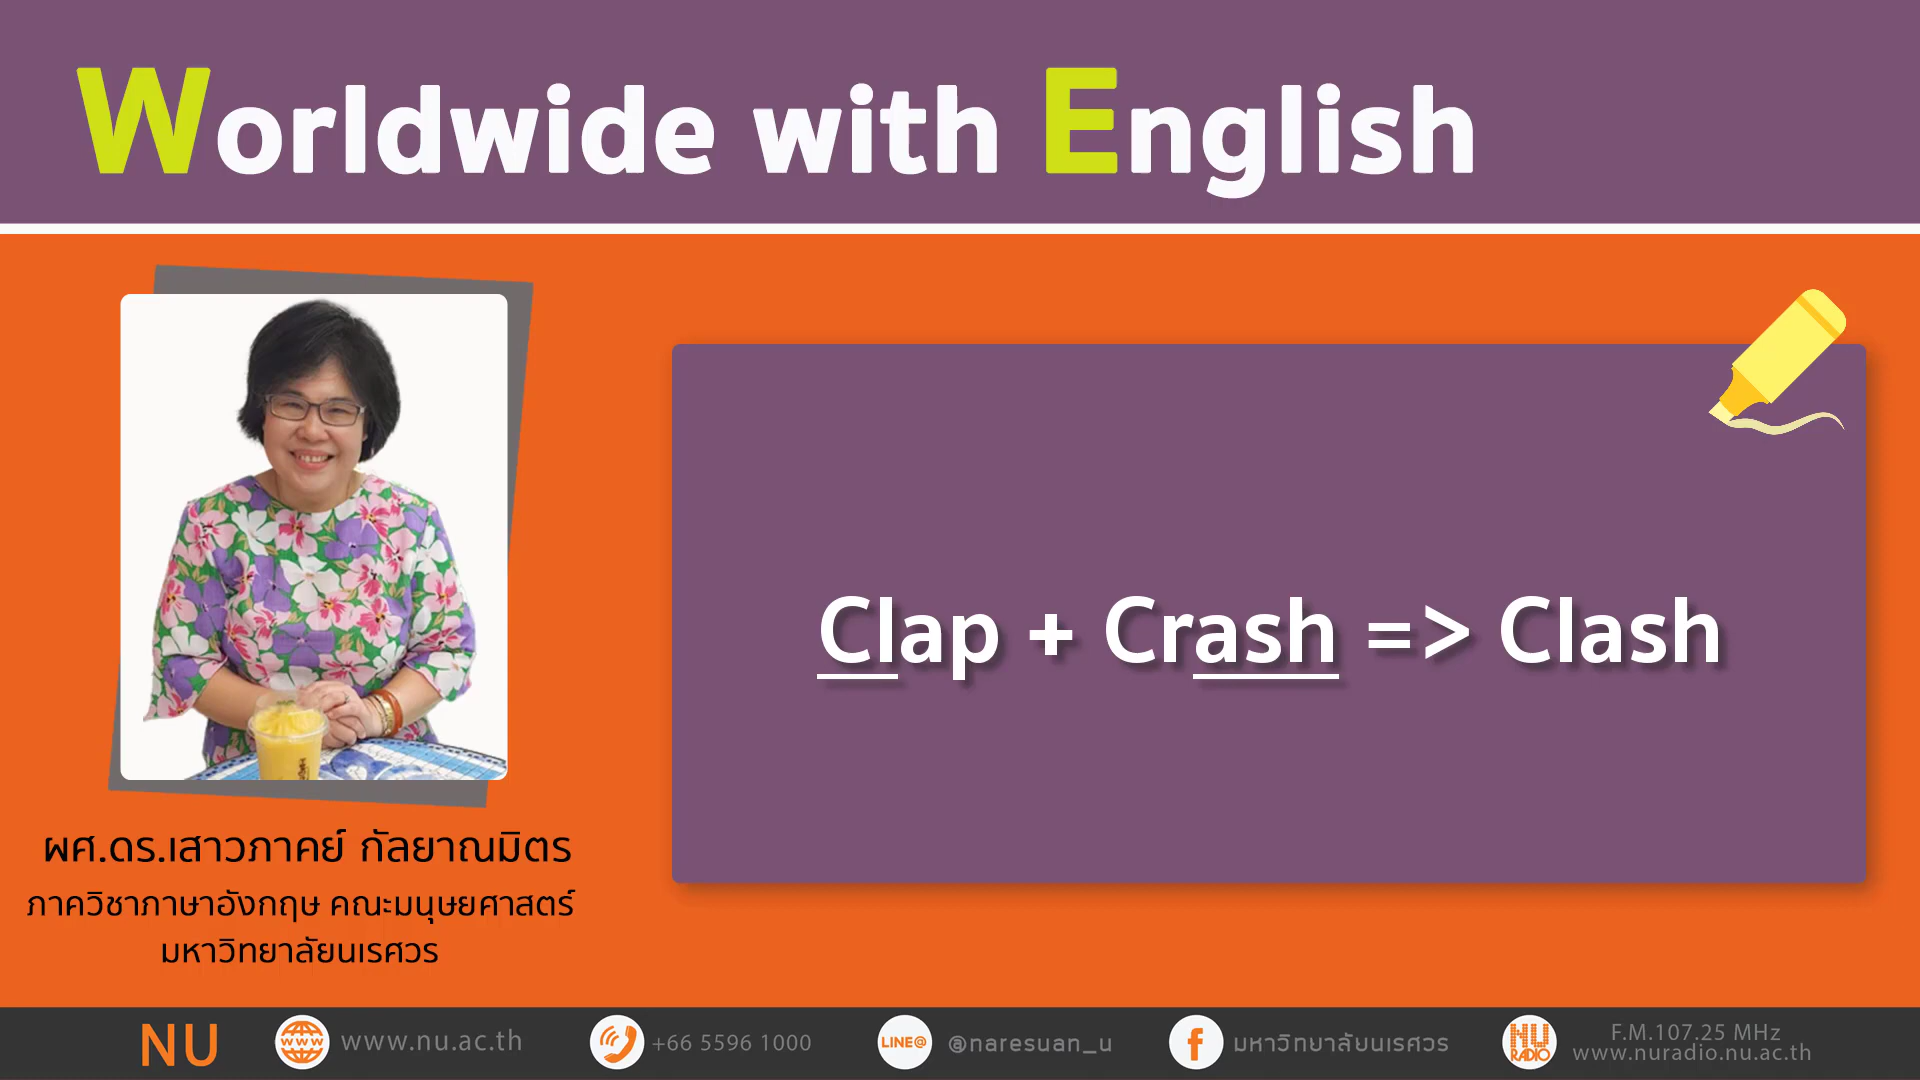 Worldwide with English
Clap + Crash => Clash
ผศ.ดร.เสาวภาคย์ กัลยาณมิตร
ภาควิชาภาษาอังกฤษ คณะมนุษยศาสตร์
มหาวิทยาลัยนเรศวร
NU
www
www.nu.ac.th
+66 5596 1000
LINE@
@naresuan_u
f
มหาวิทยาลัยนเรศวร
NU
RADIO
F.M.107.25 MHz
www.nuradio.nu.ac.th